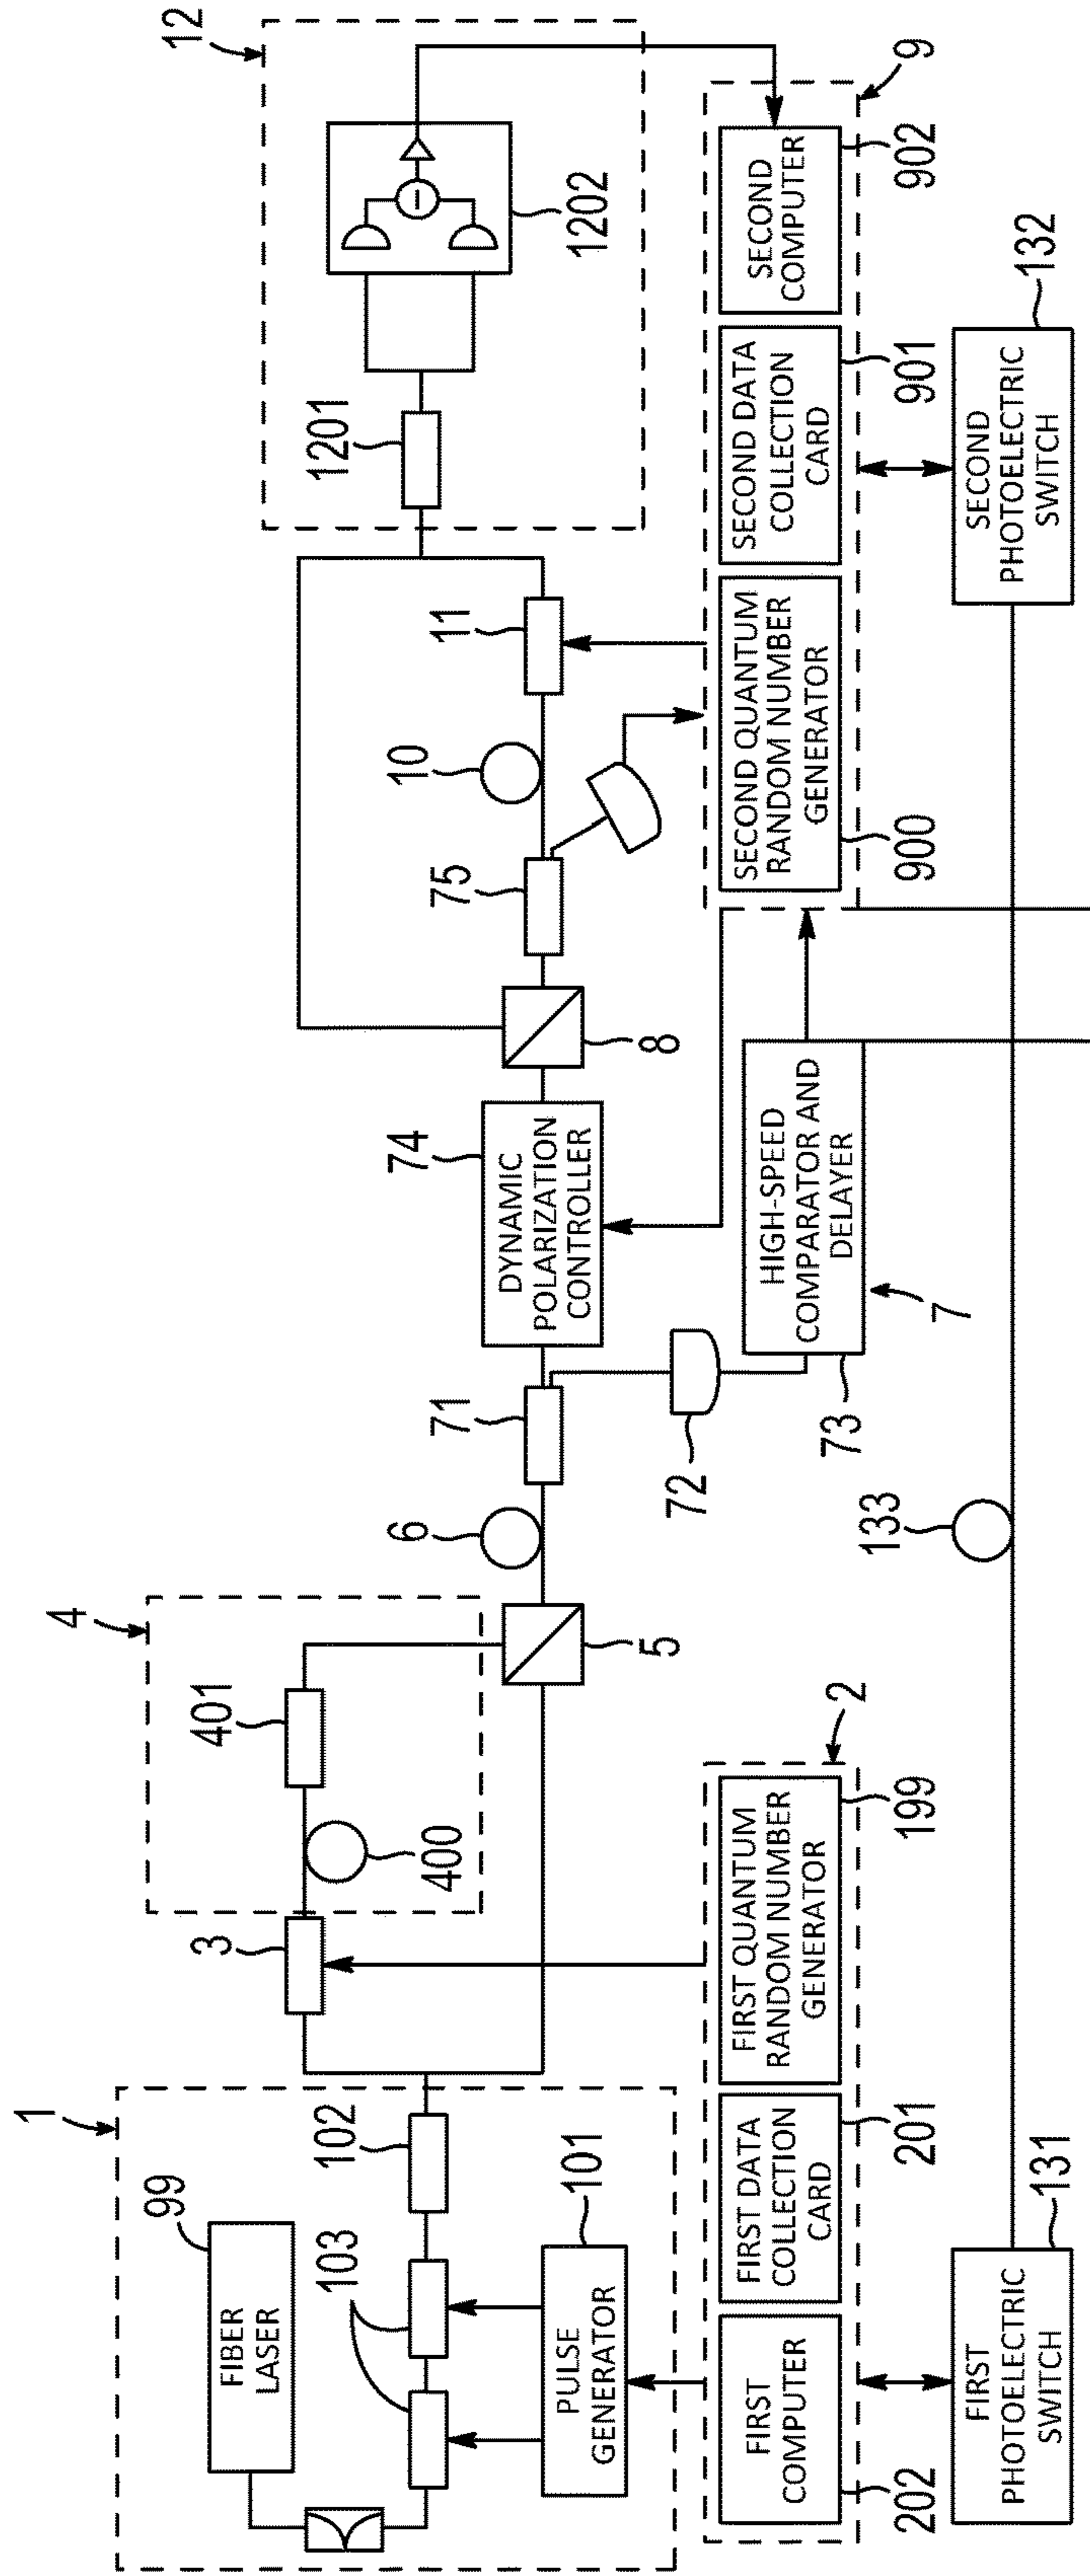 1
99
FIBER
LASER
103
102
101
PULSE
GENERATOR
3
4
400
401
5
6
71
72
74
DYNAMIC
POLARIZATION
CONTROLLER
73
HIGH-SPEED
COMPARATOR AND
DELAYER
7
8
75
10
11
12
1201
1202
2
FIRST
COMPUTER
202
FIRST DATA
COLLECTION
CARD
201
FIRST QUANTUM
RANDOM NUMBER
GENERATOR
199
9
SECOND QUANTUM
RANDOM NUMBER
GENERATOR
900
SECOND DATA
COLLECTION
CARD
901
SECOND
COMPUTER
902
FIRST
PHOTOELECTRIC
SWITCH
131
133
SECOND
PHOTOELECTRIC
SWITCH
132